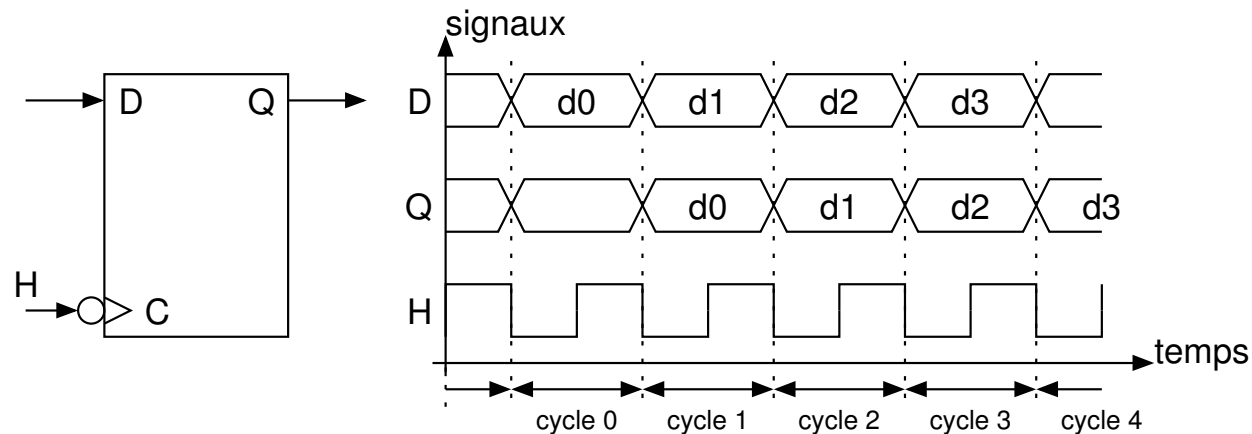 signaux
D Q
D d0 d1 d2 d3
Q d0 d1 d2 d3
H
C
H
temps
cycle 0 cycle 1 cycle 2 cycle 3 cycle 4